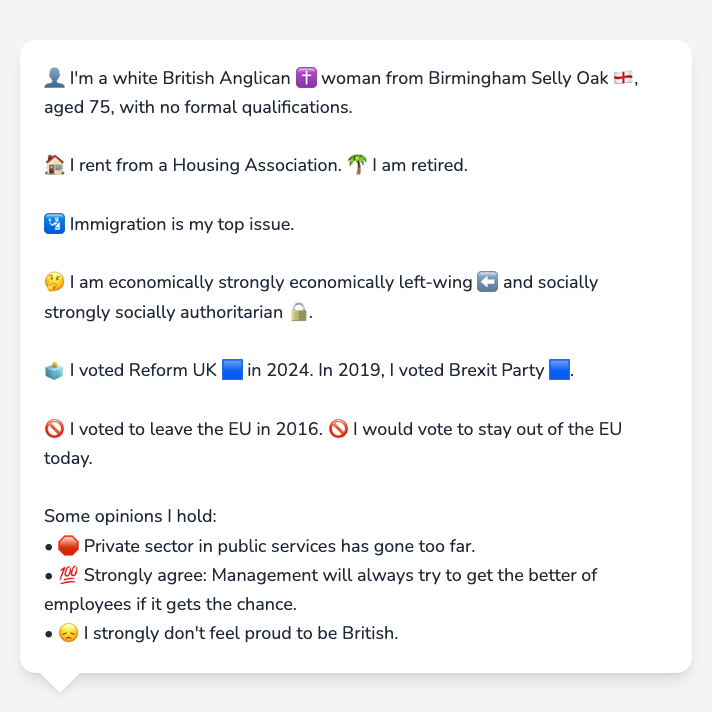 👤 I'm a white British Anglican ✝️ woman from Birmingham Selly Oak 🏴󠁧󠁢󠁥󠁮󠁧󠁿,
aged 75, with no formal qualifications.
🏠 I rent from a Housing Association. 🌴 I am retired.
🛂 Immigration is my top issue.
🤔 I am economically strongly economically left-wing ⬅️ and socially
strongly socially authoritarian 🔒.
🗳️ I voted Reform UK 🟦 in 2024. In 2019, I voted Brexit Party 🟦.
🚫 I voted to leave the EU in 2016. 🚫 I would vote to stay out of the EU
today.
Some opinions I hold:
• 🛑 Private sector in public services has gone too far.
• 💯 Strongly agree: Management will always try to get the better of
employees if it gets the chance.
• 😞 I strongly don't feel proud to be British.